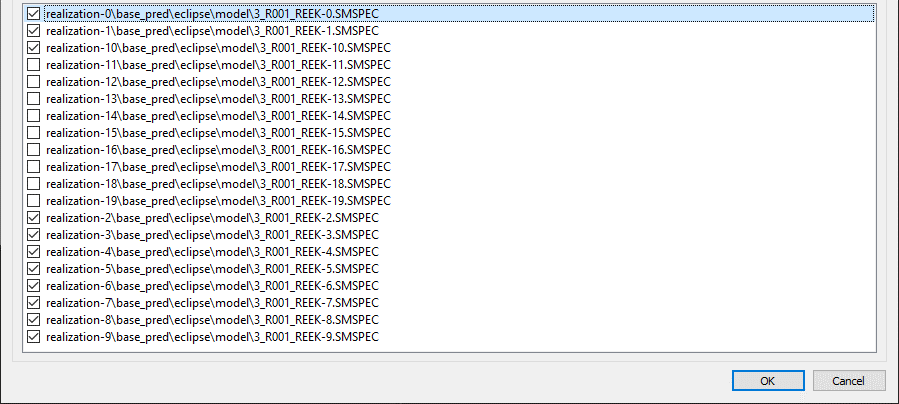 realization-0\base_pred\eclipse\model\3_R001_REEK-0.SMSPEC
realization-1\base_pred\eclipse\model\3_R001_REEK-1.SMSPEC
realization-10\base_pred\eclipse\model\3_R001_REEK-10.SMSPEC
realization-11\base_pred\eclipse\model\3_R001_REEK-11.SMSPEC
realization-12\base_pred\eclipse\model\3_R001_REEK-12.SMSPEC
realization-13\base_pred\eclipse\model\3_R001_REEK-13.SMSPEC
realization-14\base_pred\eclipse\model\3_R001_REEK-14.SMSPEC
realization-15\base_pred\eclipse\model\3_R001_REEK-15.SMSPEC
realization-16\base_pred\eclipse\model\3_R001_REEK-16.SMSPEC
realization-17\base_pred\eclipse\model\3_R001_REEK-17.SMSPEC
realization-18\base_pred\eclipse\model\3_R001_REEK-18.SMSPEC
realization-19\base_pred\eclipse\model\3_R001_REEK-19.SMSPEC
realization-2\base_pred\eclipse\model\3_R001_REEK-2.SMSPEC
realization-3\base_pred\eclipse\model\3_R001_REEK-3.SMSPEC
realization-4\base_pred\eclipse\model\3_R001_REEK-4.SMSPEC
realization-5\base_pred\eclipse\model\3_R001_REEK-5.SMSPEC
realization-6\base_pred\eclipse\model\3_R001_REEK-6.SMSPEC
realization-7\base_pred\eclipse\model\3_R001_REEK-7.SMSPEC
realization-8\base_pred\eclipse\model\3_R001_REEK-8.SMSPEC
realization-9\base_pred\eclipse\model\3_R001_REEK-9.SMSPEC
OK Cancel